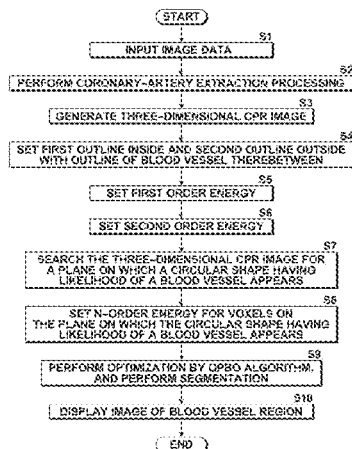 START
S1
INPUT IMAGE DATA
S2
PERFORM CORONARY-ARTERY EXTRACTION PROCESSING
S3
GENERATE THREE-DIMENSIONAL CPR IMAGE
S4
SET FIRST OUTLINE INSIDE AND SECOND OUTLINE OUTSIDE
WITH OUTLINE OF BLOOD VESSEL THEREBETWEEN
S5
SET FIRST ORDER ENERGY
S6
SET SECOND ORDER ENERGY
S7
SEARCH THE THREE-DIMENSIONAL CPR IMAGE FOR
A PLANE ON WHICH A CIRCULAR SHAPE HAVING
LIKELIHOOD OF A BLOOD VESSEL APPEARS
S8
SET N-ORDER ENERGY FOR VOXELS ON
THE PLANE ON WHICH THE CIRCULAR SHAPE HAVING
LIKELIHOOD OF A BLOOD VESSEL APPEARS
S9
PERFORM OPTIMIZATION BY QPBO ALGORITHM,
AND PERFORM SEGMENTATION
S10
DISPLAY IMAGE OF BLOOD VESSEL REGION
END